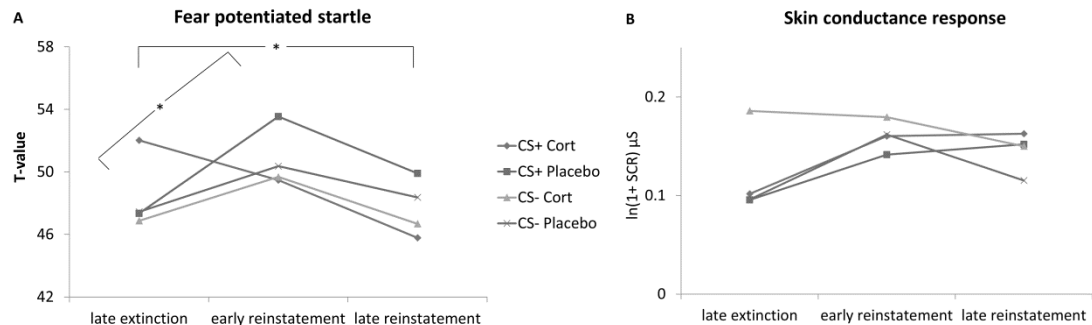 A
Fear potentiated startle
58
54
50
46
42
T-value
*
*
late extinction
early reinstatement
late reinstatement
CS+ Cort
CS+ Placebo
CS- Cort
CS- Placebo
B
Skin conductance response
0.2
0.1
0
ln(1+ SCR) µS
late extinction
early reinstatement
late reinstatement